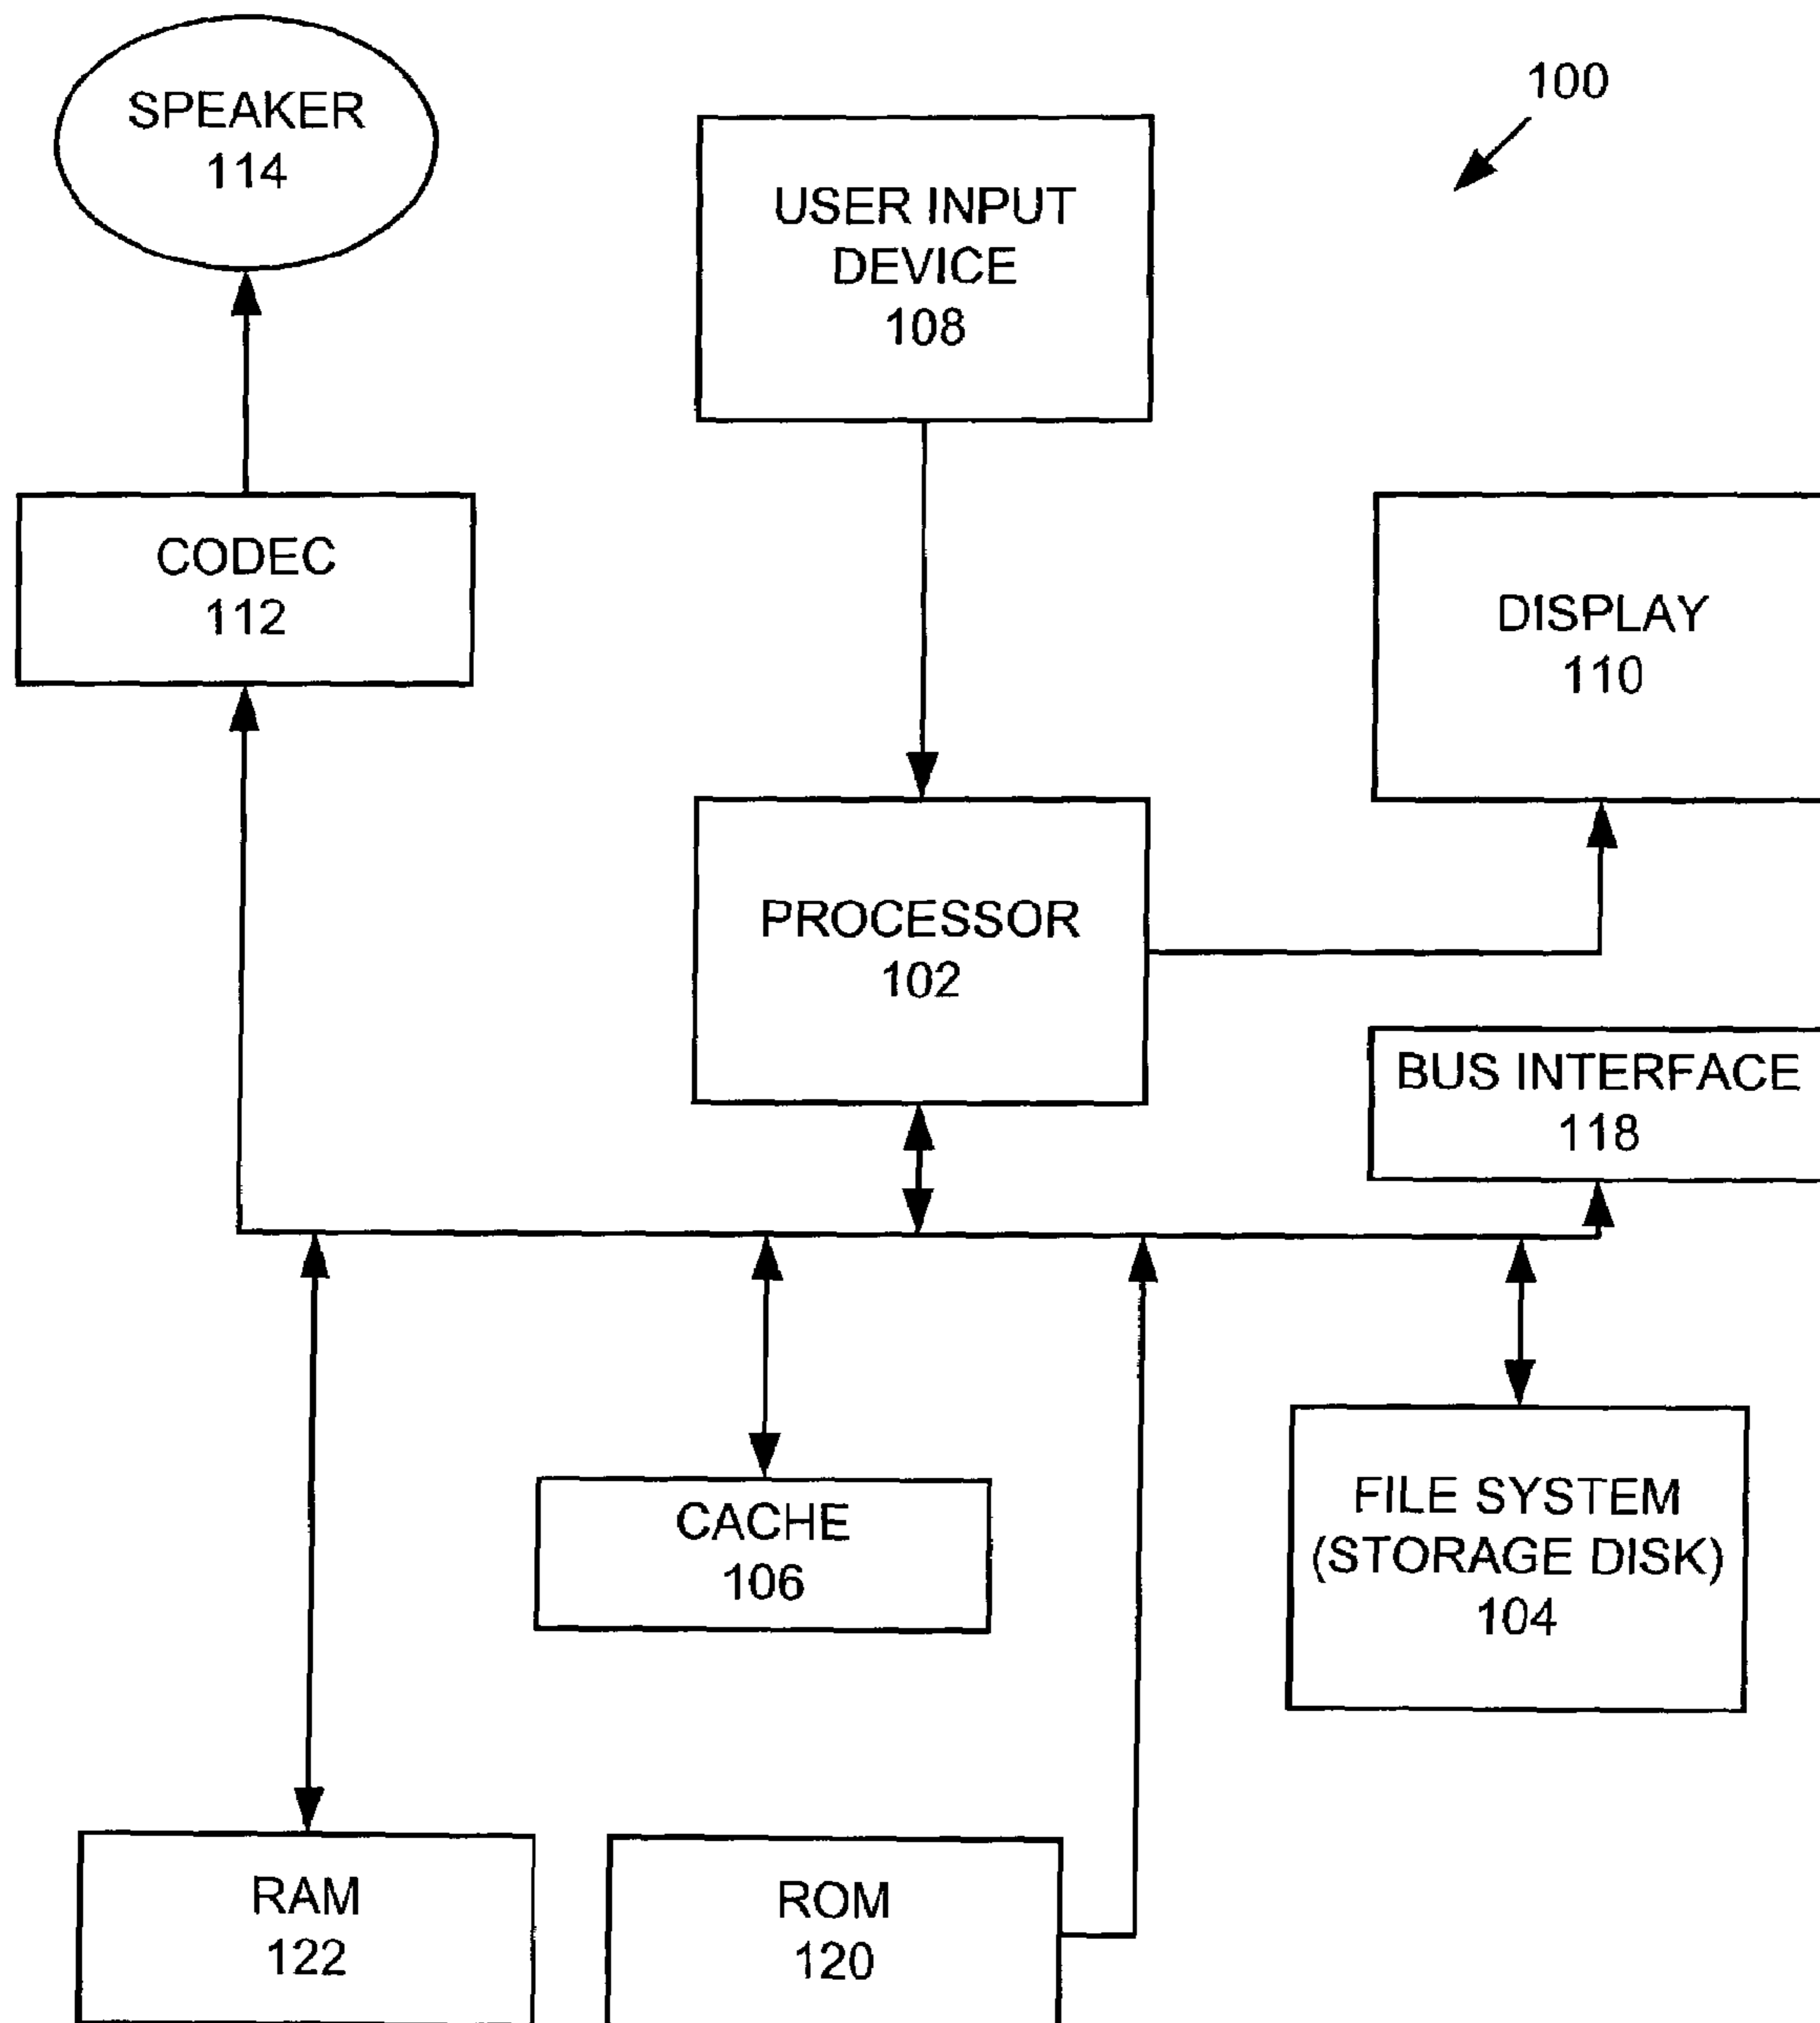 SPEAKER
114
100
USER INPUT
DEVICE
108
CODEC
112
DISPLAY
110
PROCESSOR
102
BUS INTERFACE
118
CACHE
106
FILE SYSTEM
(STORAGE DISK)
104
RAM
122
ROM
120